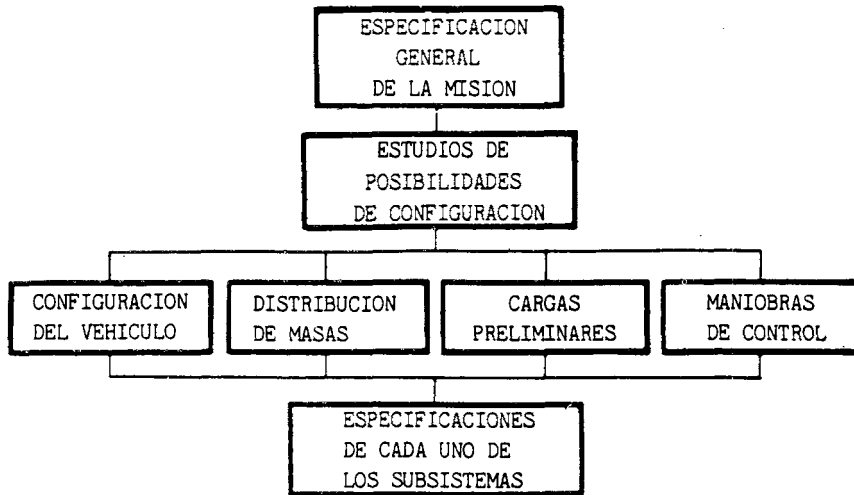 ESPECIFICACION
GENERAL
DE LA MISION
ESTUDIOS DE
POSIBILIDADES
DE CONFIGURACION
CONFIGURACION
DEL VEHICULO
DISTRIBUCION
DE MASAS
CARGAS
PRELIMINARES
MANIOBRAS
DE CONTROL
ESPECIFICACIONES
DE CADA UNO DE
LOS SUBSISTEMAS